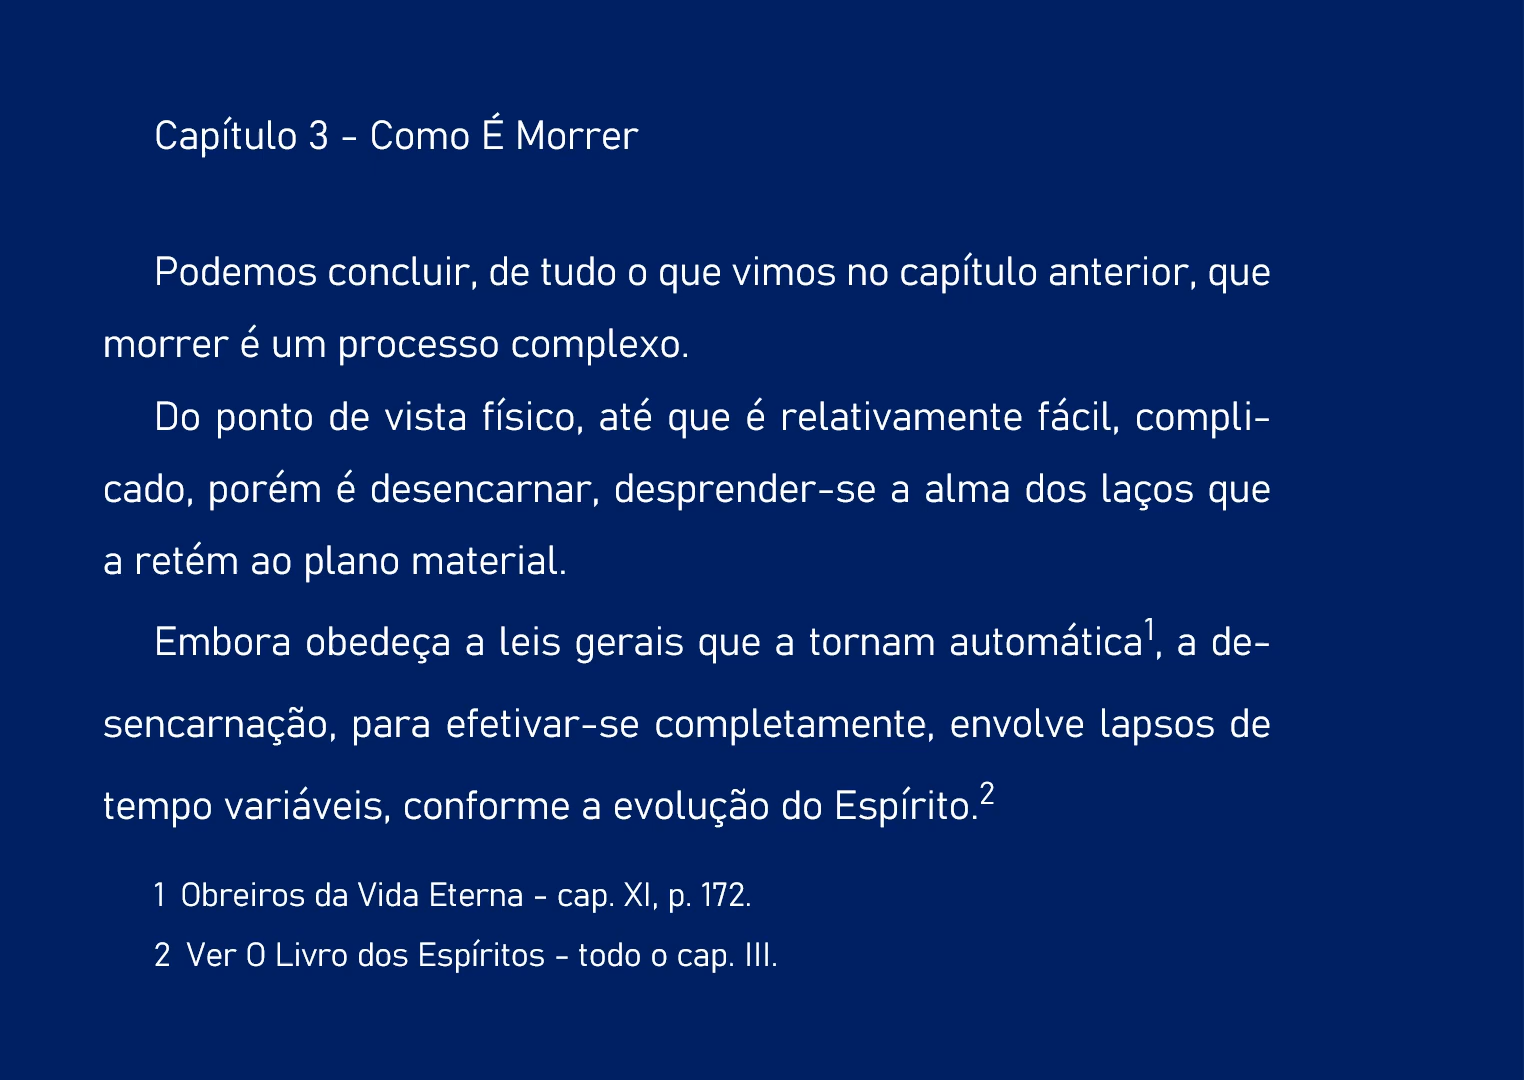 Capítulo 3 - Como É Morrer
Podemos concluir, de tudo o que vimos no capítulo anterior, que
morrer é um processo complexo.
Do ponto de vista físico, até que é relativamente fácil, compli-
cado, porém é desencarnar, desprender-se a alma dos laços que
a retém ao plano material.
Embora obedeça a leis gerais que a tornam automática¹, a de-
sencarnação, para efetivar-se completamente, envolve lapsos de
tempo variáveis, conforme a evolução do Espírito.²
1 Obreiros da Vida Eterna - cap. XI, p. 172.
2 Ver O Livro dos Espíritos - todo o cap. III.